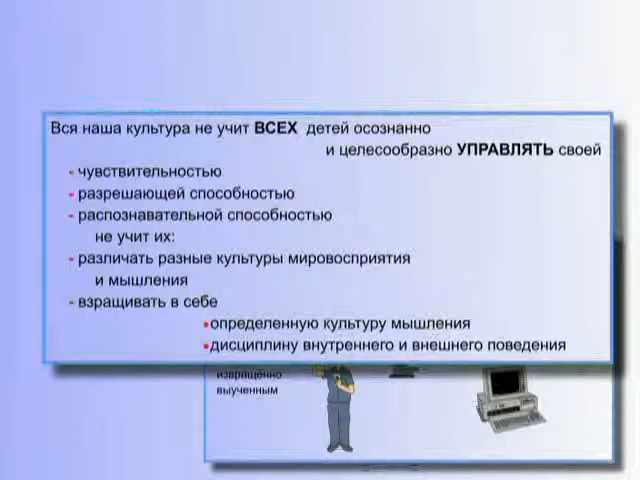 Вся наша культура не учит ВСЕХ детей осознанно
и целесообразно УПРАВЛЯТЬ своей
- чувствительностью
- разрешающей способностью
- распознавательной способностью
не учит их:
- различать разные культуры мировосприятия
и мышления
- взращивать в себе
•определенную культуру мышления
•дисциплину внутреннего и внешнего поведения
извращённо
выученным